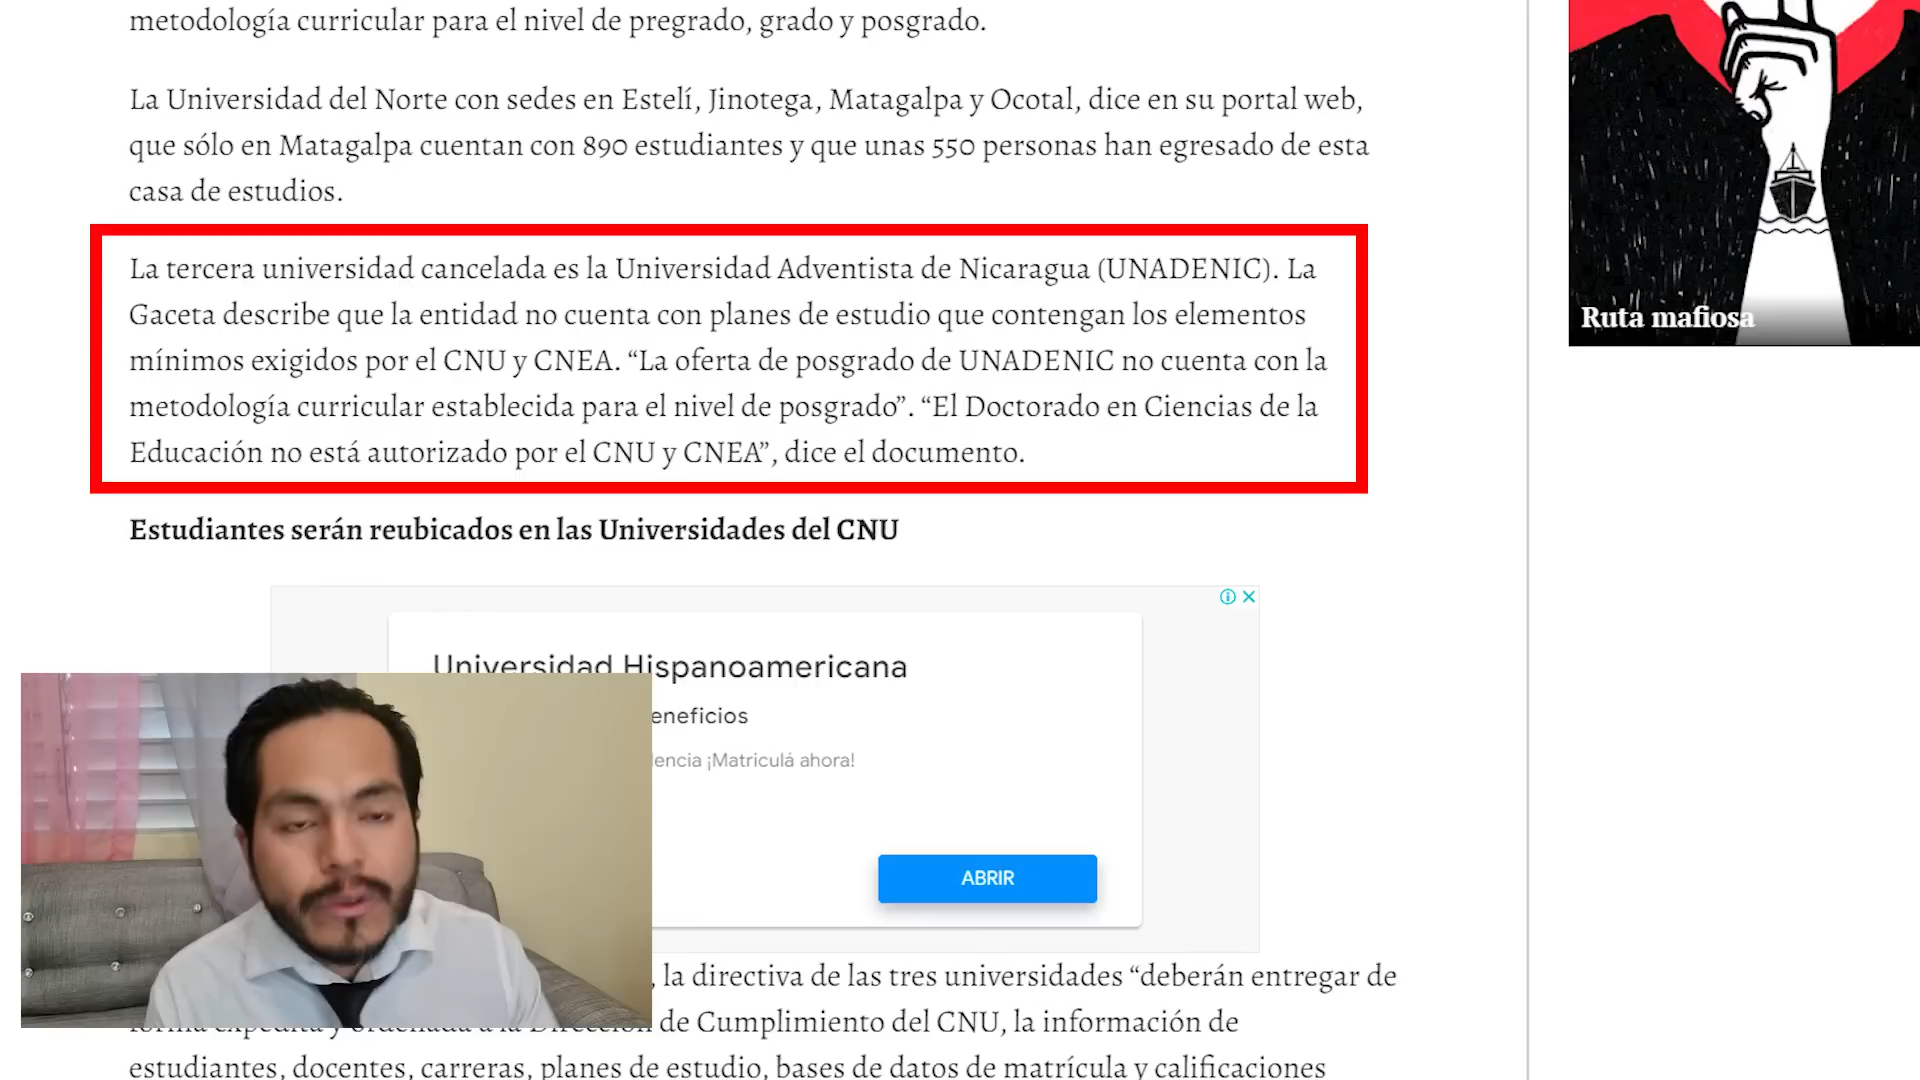 metodología curricular para el nivel de pregrado, grado y posgrado.
La Universidad del Norte con sedes en Estelí, Jinotega, Matagalpa y Ocotal, dice en su portal web,
que sólo en Matagalpa cuentan con 890 estudiantes y que unas 550 personas han egresado de esta
casa de estudios.
La tercera universidad cancelada es la Universidad Adventista de Nicaragua (UNADENIC). La
Gaceta describe que la entidad no cuenta con planes de estudio que contengan los elementos
mínimos exigidos por el CNU y CNEA. “La oferta de posgrado de UNADENIC no cuenta con la
metodología curricular establecida para el nivel de posgrado”. “El Doctorado en Ciencias de la
Educación no está autorizado por el CNU y CNEA”, dice el documento.
Estudiantes serán reubicados en las Universidades del CNU
Universidad Hispanoamericana
eneficios
encia ¡Matriculá ahora!
ABRIR
, la directiva de las tres universidades “deberán entregar de
forma expedita y ordenada a la Dirección de Cumplimiento del CNU, la información de
estudiantes, docentes, carreras, planes de estudio, bases de datos de matrícula y calificaciones
Ruta mafiosa